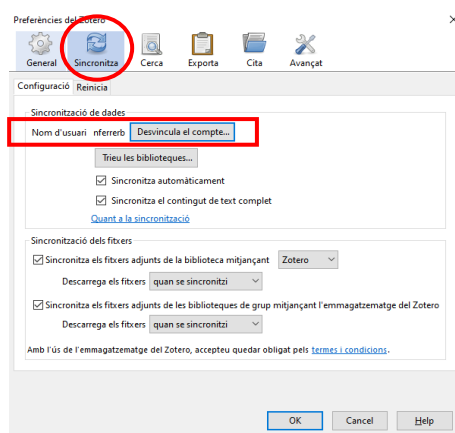 Preferències del Zotero
General Sincronitza Cerca Exporta Cita Avançat
Configuració Reinicia
Sincronització de dades
Nom d'usuari nferrerb Desvincula el compte...
Trieu les biblioteques...
Sincronitza automàticament
Sincronitza el contingut de text complet
Quant a la sincronització
Sincronització dels fitxers
Sincronitza els fitxers adjunts de la biblioteca mitjançant Zotero
Descarrega els fitxers quan se sincronitzi
Sincronitza els fitxers adjunts de les biblioteques de grup mitjançant l'emmagatzematge del Zotero
Descarrega els fitxers quan se sincronitzi
Amb l'ús de l'emmagatzematge del Zotero, accepteu quedar obligat pels termes i condicions.
OK Cancel Help